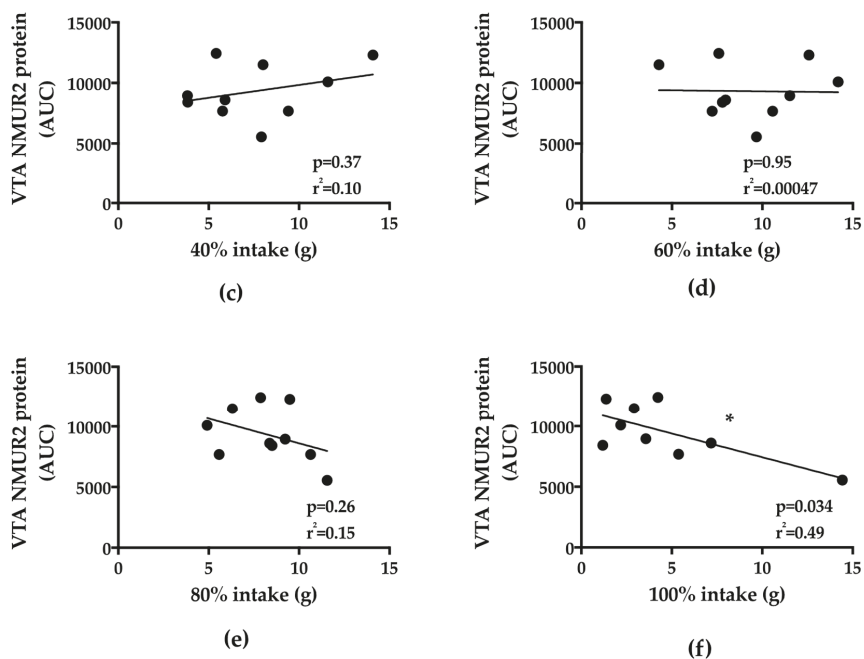 VTA NMUR2 protein
(AUC)
15000
10000
5000
0
p=0.37
r²=0.10
0
5
10
15
40% intake (g)
(c)
VTA NMUR2 protein
(AUC)
15000
10000
5000
0
p=0.95
r²=0.00047
0
5
10
15
60% intake (g)
(d)
VTA NMUR2 protein
(AUC)
15000
10000
5000
0
p=0.26
r²=0.15
0
5
10
15
80% intake (g)
(e)
VTA NMUR2 protein
(AUC)
15000
10000
5000
0
*
p=0.034
r²=0.49
0
5
10
15
100% intake (g)
(f)